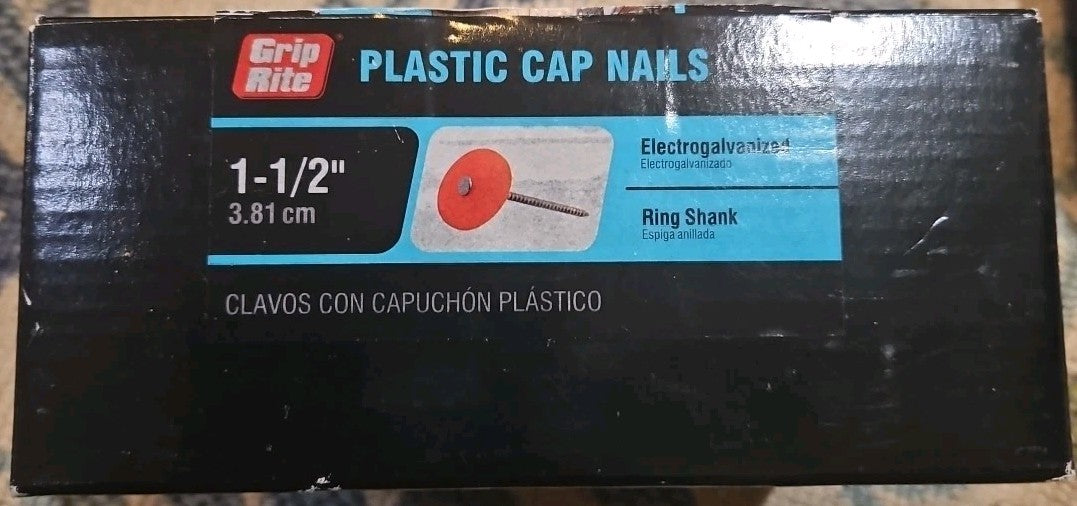 Grip Rite
PLASTIC CAP NAILS
1-1/2"
3.81 cm
Electrogalvanized
Electrogalvanizado
Ring Shank
Espiga anillada
CLAVOS CON CAPUCHÓN PLÁSTICO